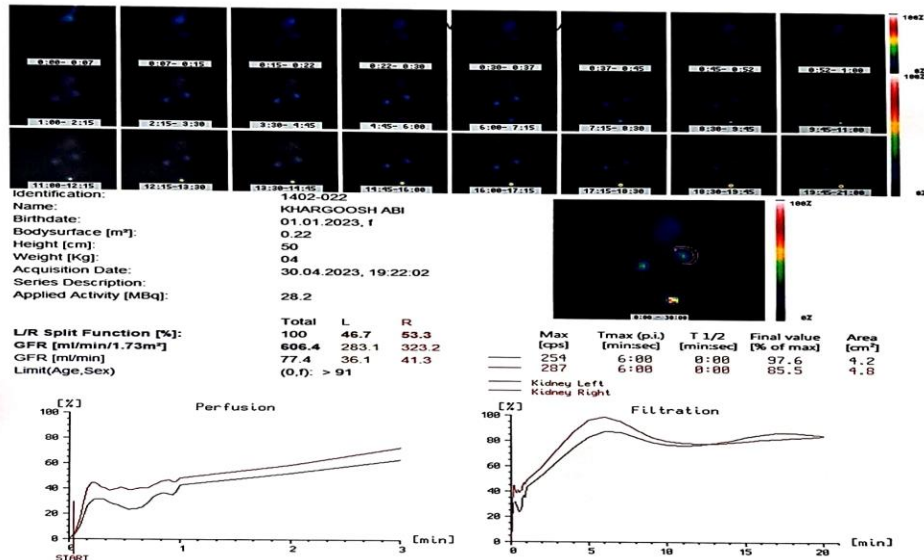 100%
0:00- 0:07 0:07- 0:15 0:15- 0:22 0:22- 0:30 0:30- 0:37 0:37- 0:45 0:45- 0:52 0:52- 1:00
0%
1:00- 2:15 2:15- 3:30 3:30- 4:45 4:45- 6:00 6:00- 7:15 7:15- 8:30 8:30- 9:45 9:45-11:00
0%
11:00-12:15 12:15-13:30 13:30-14:45 14:45-16:00 16:00-17:15 17:15-18:30 18:30-19:45 19:45-21:00
Identification: 1402-022
Name: KHARGOOSH ABI
Birthdate: 01.01.2023, f
Bodysurface [m²]: 0.22
Height [cm]: 50
Weight [Kg]: 04
Acquisition Date: 30.04.2023, 19:22:02
Series Description:
Applied Activity [MBq]: 28.2
100%
0:00 -30:00
0%
Total L R
L/R Split Function [%]: 100 46.7 53.3
GFR [ml/min/1.73m²] 606.4 283.1 323.2
GFR [ml/min] 77.4 36.1 41.3
Limit(Age,Sex) (0,f): > 91
Max [cps] Tmax (p.i.) [min:sec] T 1/2 [min:sec] Final value [% of max] Area [cm²]
254 6:00 0:00 97.6 4.2
287 6:00 0:00 85.5 4.8
Kidney Left
Kidney Right
Perfusion
[%]
100
80
60
40
20
0
0 1 2 3
[min]
START
Filtration
[%]
100
80
60
40
20
0
0 5 10 15 20
[min]